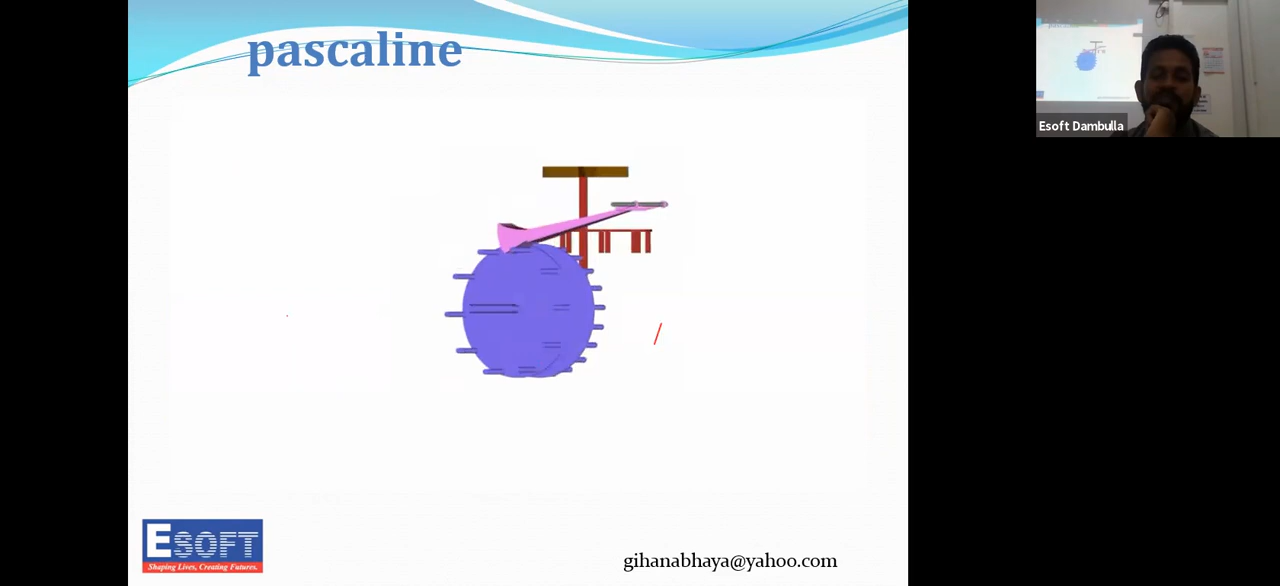 pascaline
Esoft Dambulla
ESOFT
Shaping Lives, Creating Futures.
gihanabhaya@yahoo.com